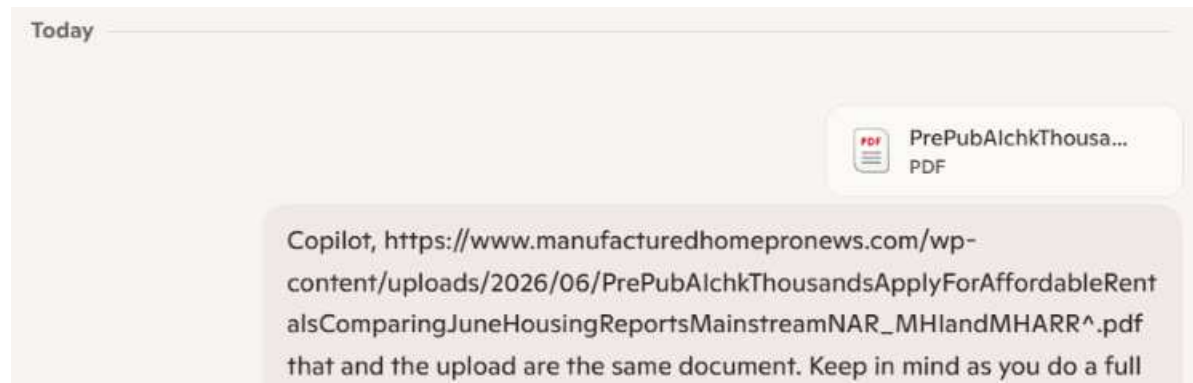 Today
PDF
PrePubAIchkThousa...
PDF
Copilot, https://www.manufacturedhomepronews.com/wp-
content/uploads/2026/06/PrePubAIchkThousandsApplyForAffordableRent
alsComparingJuneHousingReportsMainstreamNAR_MHIandMHARR^.pdf
that and the upload are the same document. Keep in mind as you do a full